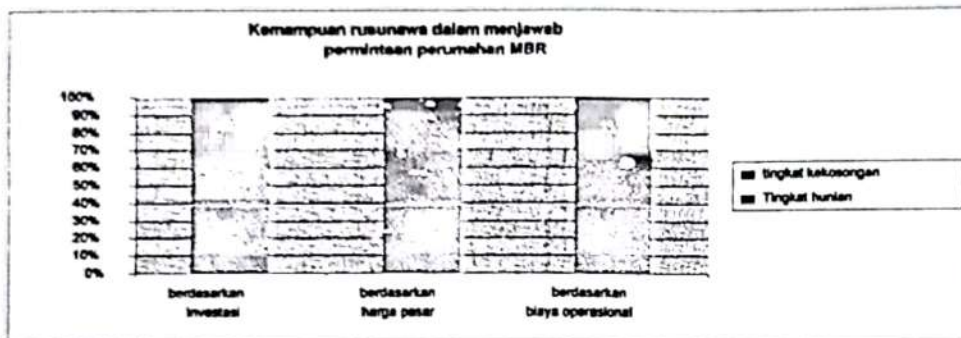 Kemampuan rusunawa dalam menjawab
permintaan perumahan MBR
100%
90%
80%
70%
60%
50%
40%
30%
20%
10%
0%
berdasarkan
investasi
berdasarkan
harga pasar
berdasarkan
biaya operasional
tingkat kekosongan
Tingkat hunian